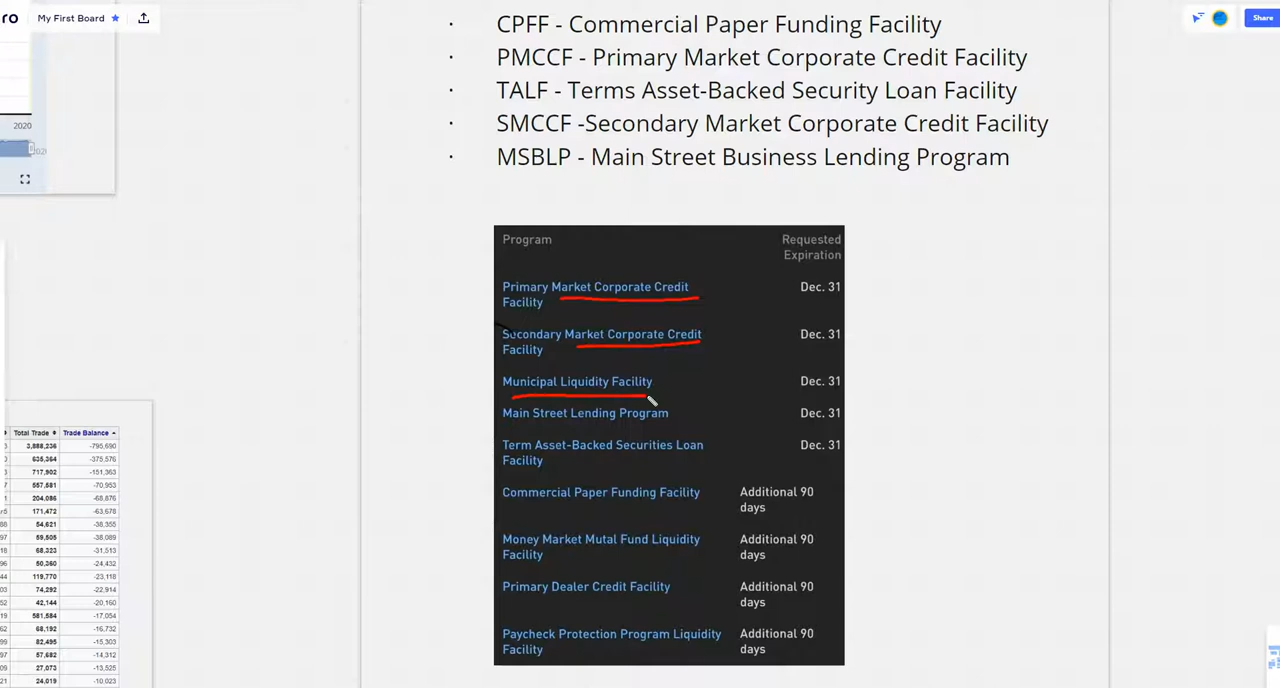 ro
My First Board
Share
· CPFF - Commercial Paper Funding Facility
· PMCCF - Primary Market Corporate Credit Facility
· TALF - Terms Asset-Backed Security Loan Facility
· SMCCF -Secondary Market Corporate Credit Facility
· MSBLP - Main Street Business Lending Program
2020
Program
Requested
Expiration
Primary Market Corporate Credit
Facility
Dec. 31
Secondary Market Corporate Credit
Facility
Dec. 31
Municipal Liquidity Facility
Dec. 31
Main Street Lending Program
Dec. 31
Term Asset-Backed Securities Loan
Facility
Dec. 31
Commercial Paper Funding Facility
Additional 90
days
Money Market Mutal Fund Liquidity
Facility
Additional 90
days
Primary Dealer Credit Facility
Additional 90
days
Paycheck Protection Program Liquidity
Facility
Additional 90
days
Total Trade Trade Balance
3,888,236 -795,690
635,364 -375,576
717,902 -151,363
557,581 -70,953
204,086 -68,876
171,472 -63,678
54,621 -38,355
59,505 -38,089
68,323 -31,513
50,360 -24,432
119,770 -23,118
74,292 -22,914
42,144 -20,160
581,584 -17,054
68,192 -16,732
82,495 -15,303
57,682 -14,312
27,073 -13,525
24,019 -10,023